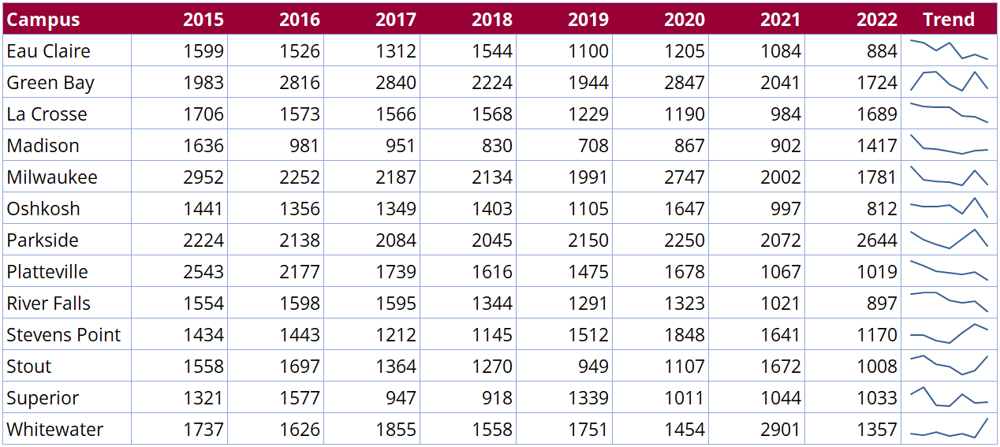 Campus 2015 2016 2017 2018 2019 2020 2021 2022 Trend
Eau Claire 1599 1526 1312 1544 1100 1205 1084 884
Green Bay 1983 2816 2840 2224 1944 2847 2041 1724
La Crosse 1706 1573 1566 1568 1229 1190 984 1689
Madison 1636 981 951 830 708 867 902 1417
Milwaukee 2952 2252 2187 2134 1991 2747 2002 1781
Oshkosh 1441 1356 1349 1403 1105 1647 997 812
Parkside 2224 2138 2084 2045 2150 2250 2072 2644
Platteville 2543 2177 1739 1616 1475 1678 1067 1019
River Falls 1554 1598 1595 1344 1291 1323 1021 897
Stevens Point 1434 1443 1212 1145 1512 1848 1641 1170
Stout 1558 1697 1364 1270 949 1107 1672 1008
Superior 1321 1577 947 918 1339 1011 1044 1033
Whitewater 1737 1626 1855 1558 1751 1454 2901 1357